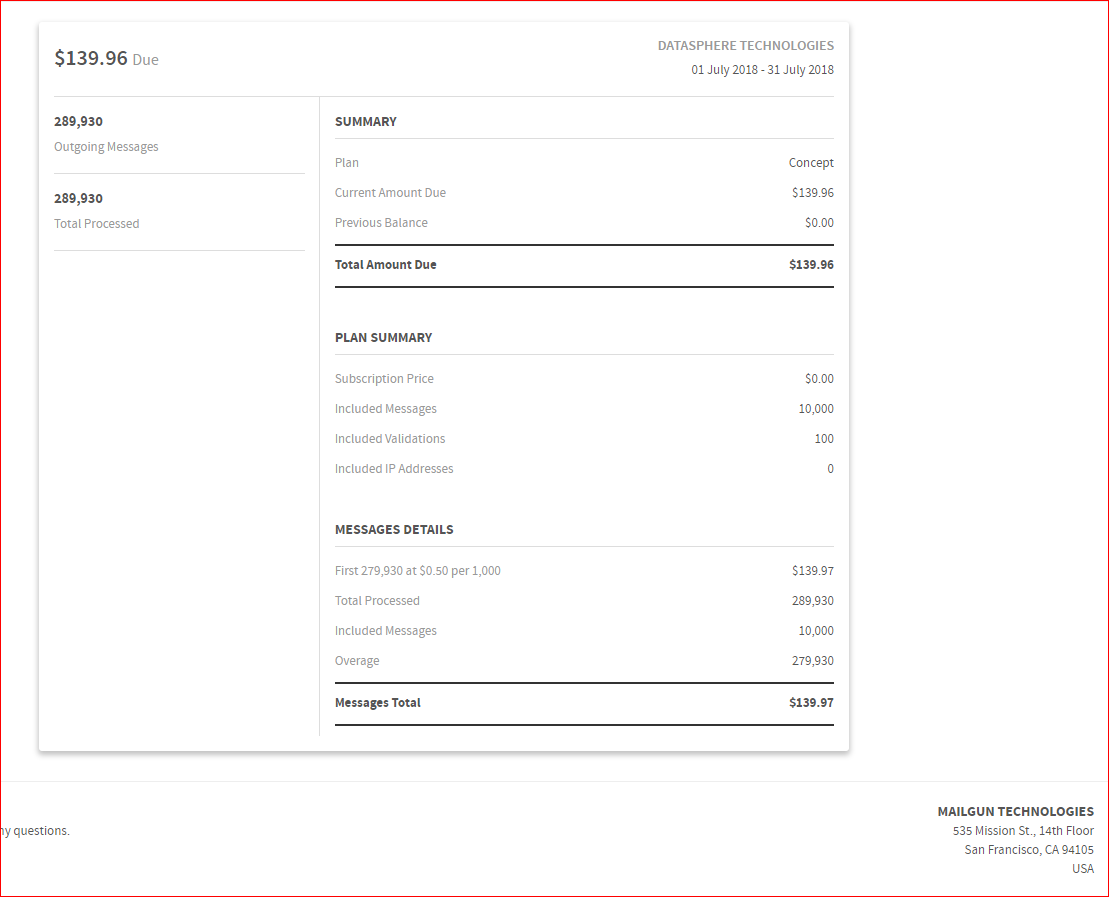 $139.96 Due
DATASPHERE TECHNOLOGIES
01 July 2018 - 31 July 2018
289,930
Outgoing Messages
289,930
Total Processed
SUMMARY
Plan Concept
Current Amount Due $139.96
Previous Balance $0.00
Total Amount Due $139.96
PLAN SUMMARY
Subscription Price $0.00
Included Messages 10,000
Included Validations 100
Included IP Addresses 0
MESSAGES DETAILS
First 279,930 at $0.50 per 1,000 $139.97
Total Processed 289,930
Included Messages 10,000
Overage 279,930
Messages Total $139.97
questions.
MAILGUN TECHNOLOGIES
535 Mission St., 14th Floor
San Francisco, CA 94105
USA